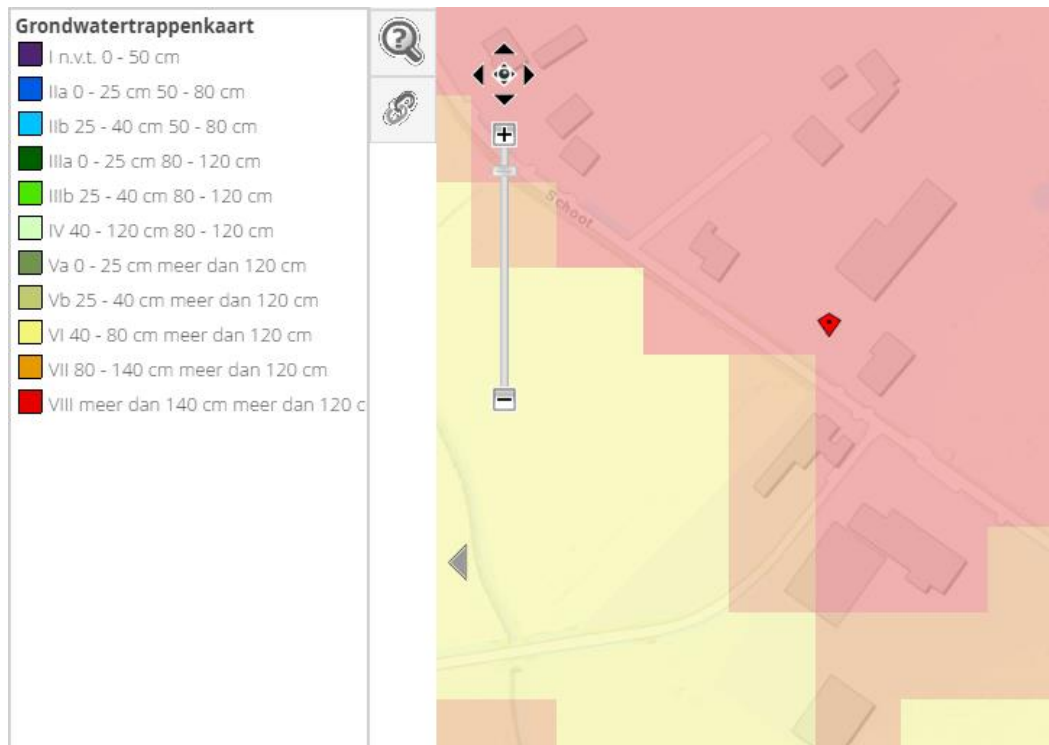 Grondwatertrappenkaart
I n.v.t. 0 - 50 cm
IIa 0 - 25 cm 50 - 80 cm
IIb 25 - 40 cm 50 - 80 cm
IIIa 0 - 25 cm 80 - 120 cm
IIIb 25 - 40 cm 80 - 120 cm
IV 40 - 120 cm 80 - 120 cm
Va 0 - 25 cm meer dan 120 cm
Vb 25 - 40 cm meer dan 120 cm
VI 40 - 80 cm meer dan 120 cm
VII 80 - 140 cm meer dan 120 cm
VIII meer dan 140 cm meer dan 120 c
Schoot